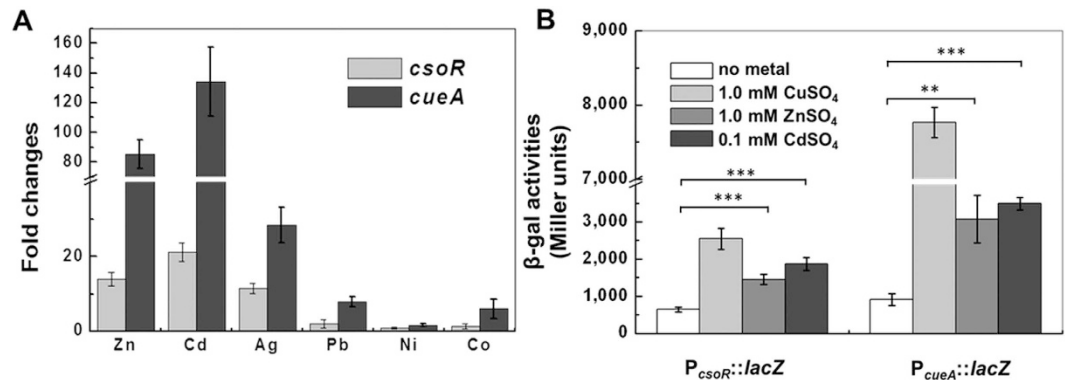 A
Fold changes
160
140
120
100
80
20
0
csoR
cueA
Zn Cd Ag Pb Ni Co
B
β-gal activities
(Miller units)
9,000
8,000
7,000
3,000
2,000
1,000
0
no metal
1.0 mM CuSO₄
1.0 mM ZnSO₄
0.1 mM CdSO₄
***
***
***
**
PcsoR::lacZ PcueA::lacZ